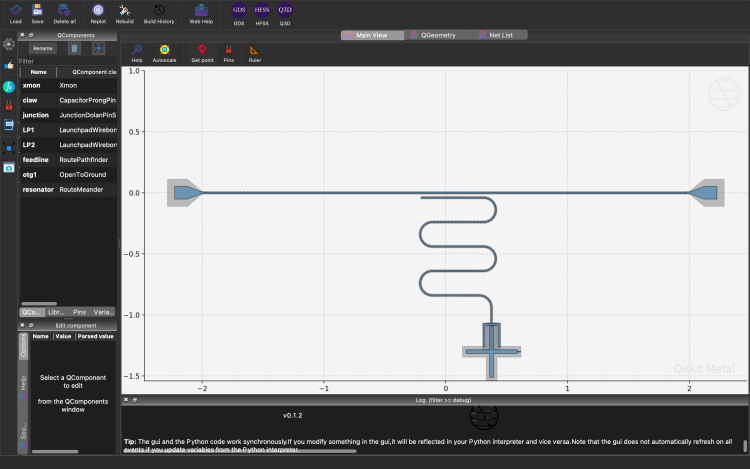 Load Save Delete all Replot Rebuild Build History Web Help GDS GDS HFSS HFSS Q3D Q3D
QComponents
Rename
Filter
Name QComponent cla
xmon Xmon
claw CapacitorProngPin
junction JunctionDolanPinS
LP1 LaunchpadWirebon
LP2 LaunchpadWirebon
feedline RoutePathfinder
otg1 OpenToGround
resonator RouteMeander
QCo... Libr... Pins Varia...
Edit component
Options Help Sou...
Name Value Parsed value
Select a QComponent
to edit
from the QComponents
window
Main View QGeometry Net List
Help Autoscale Get point Pins Ruler
1.0
0.5
0.0
−0.5
−1.0
−1.5
−2 −1 0 1 2
Qiskit Metal
Log (filter >= debug)
v0.1.2
Tip: The gui and the Python code work synchronously.If you modify something in the gui,it will be reflected in your Python interpreter and vice versa.Note that the gui does not automatically refresh on all
events if you update variables from the Python interpreter.